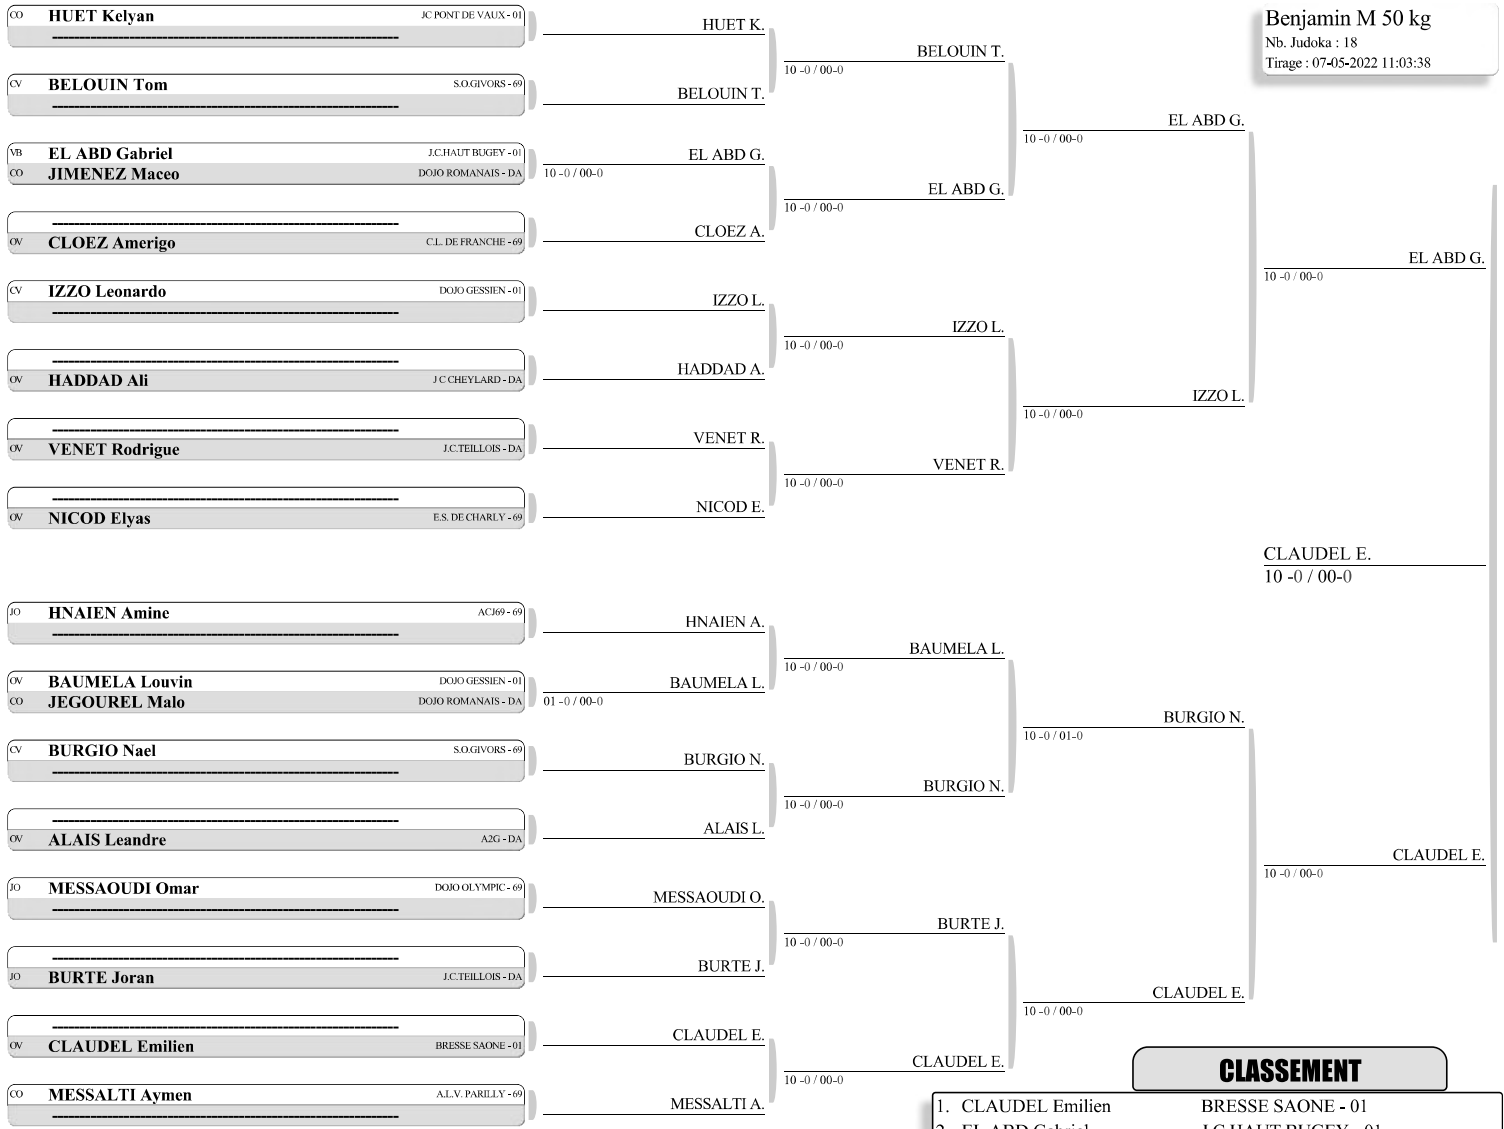 CO HUET Kelyan JC PONT DE VAUX - 01
HUET K.
BELOUIN T.
10 -0 / 00-0
CV BELOUIN Tom S.O.GIVORS - 69
BELOUIN T.
EL ABD G.
10 -0 / 00-0
VB EL ABD Gabriel J.C.HAUT BUGEY - 01
CO JIMENEZ Maceo DOJO ROMANAIS - DA
EL ABD G.
10 -0 / 00-0
EL ABD G.
10 -0 / 00-0
OV CLOEZ Amerigo C.L. DE FRANCHE - 69
CLOEZ A.
EL ABD G.
10 -0 / 00-0
CV IZZO Leonardo DOJO GESSIEN - 01
IZZO L.
IZZO L.
10 -0 / 00-0
OV HADDAD Ali J C CHEYLARD - DA
HADDAD A.
IZZO L.
10 -0 / 00-0
OV VENET Rodrigue J.C.TEILLOIS - DA
VENET R.
VENET R.
10 -0 / 00-0
OV NICOD Elyas E.S. DE CHARLY - 69
NICOD E.
CLAUDEL E.
10 -0 / 00-0
JO HNAIEN Amine ACJ69 - 69
HNAIEN A.
BAUMELA L.
10 -0 / 00-0
OV BAUMELA Louvin DOJO GESSIEN - 01
CO JEGOUREL Malo DOJO ROMANAIS - DA
BAUMELA L.
01 -0 / 00-0
BURGIO N.
10 -0 / 01-0
CV BURGIO Nael S.O.GIVORS - 69
BURGIO N.
BURGIO N.
10 -0 / 00-0
OV ALAIS Leandre A2G - DA
ALAIS L.
CLAUDEL E.
10 -0 / 00-0
JO MESSAOUDI Omar DOJO OLYMPIC - 69
MESSAOUDI O.
BURTE J.
10 -0 / 00-0
JO BURTE Joran J.C.TEILLOIS - DA
BURTE J.
CLAUDEL E.
10 -0 / 00-0
OV CLAUDEL Emilien BRESSE SAONE - 01
CLAUDEL E.
CLAUDEL E.
10 -0 / 00-0
CO MESSALTI Aymen A.L.V. PARILLY - 69
MESSALTI A.
Benjamin M 50 kg
Nb. Judoka : 18
Tirage : 07-05-2022 11:03:38
CLASSEMENT
1. CLAUDEL Emilien BRESSE SAONE - 01
2. EL ABD Gabriel J.C.HAUT BUGEY - 01